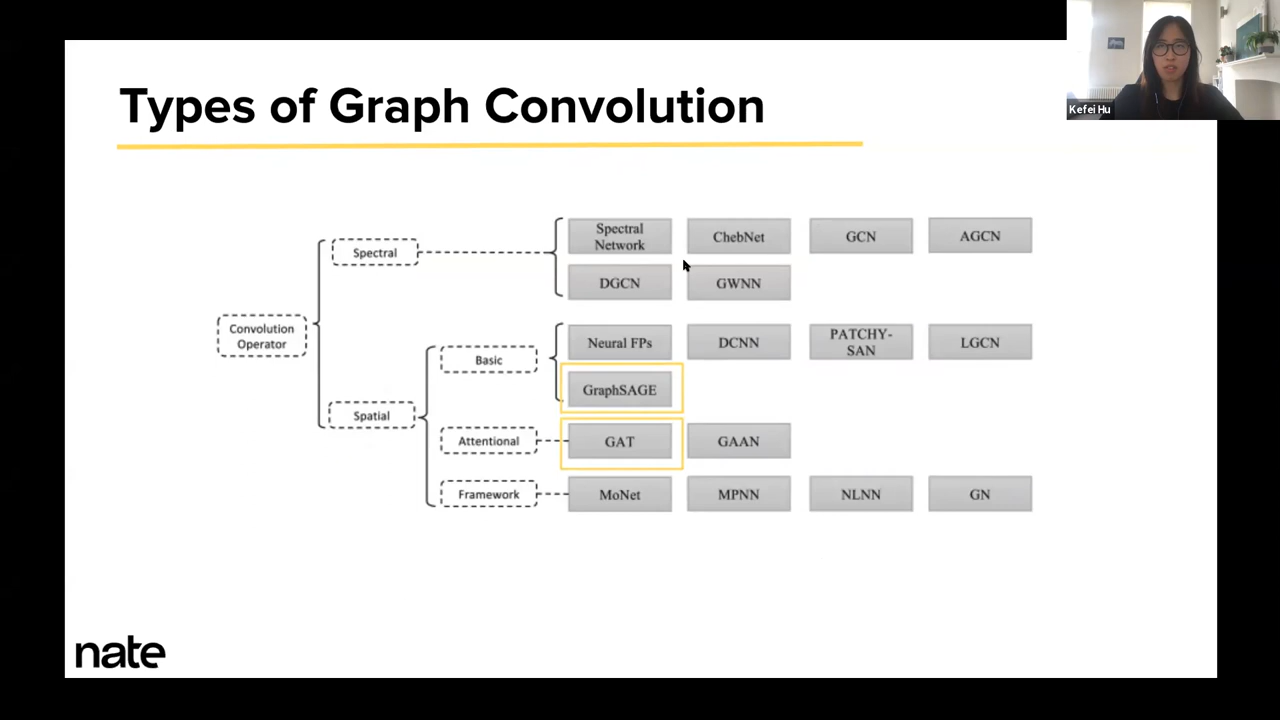 Kefei Hu
Types of Graph Convolution
Convolution
Operator
Spectral
Spatial
Basic
Attentional
Framework
Spectral
Network
ChebNet
GCN
AGCN
DGCN
GWNN
Neural FPs
DCNN
PATCHY-
SAN
LGCN
GraphSAGE
GAT
GAAN
MoNet
MPNN
NLNN
GN
nate